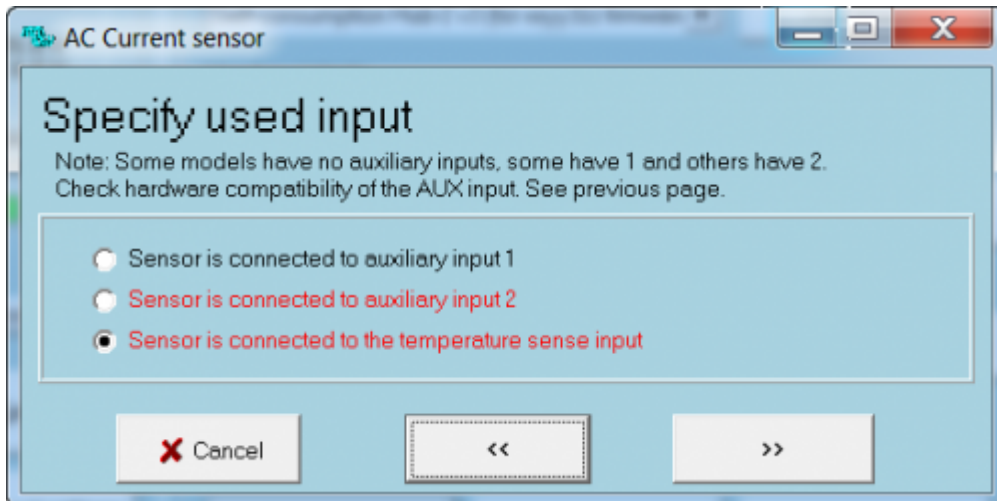 AC Current sensor
Specify used input
Note: Some models have no auxiliary inputs, some have 1 and others have 2.
Check hardware compatibility of the AUX input. See previous page.
Sensor is connected to auxiliary input 1
Sensor is connected to auxiliary input 2
Sensor is connected to the temperature sense input
Cancel
<<
>>